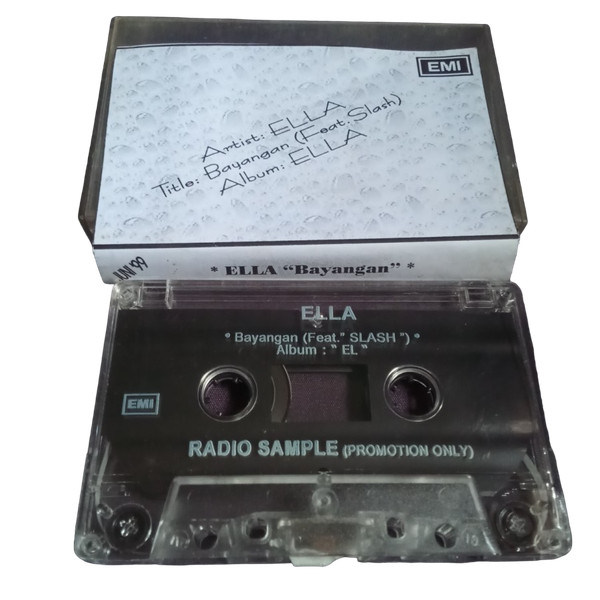 EMI
Artist: ELLA
Title: Bayangan (Feat. Slash)
Album: ELLA
JUN '99
* ELLA "Bayangan" *
ELLA
* Bayangan (Feat." SLASH ") *
Album : " EL "
EMI
RADIO SAMPLE (PROMOTION ONLY)